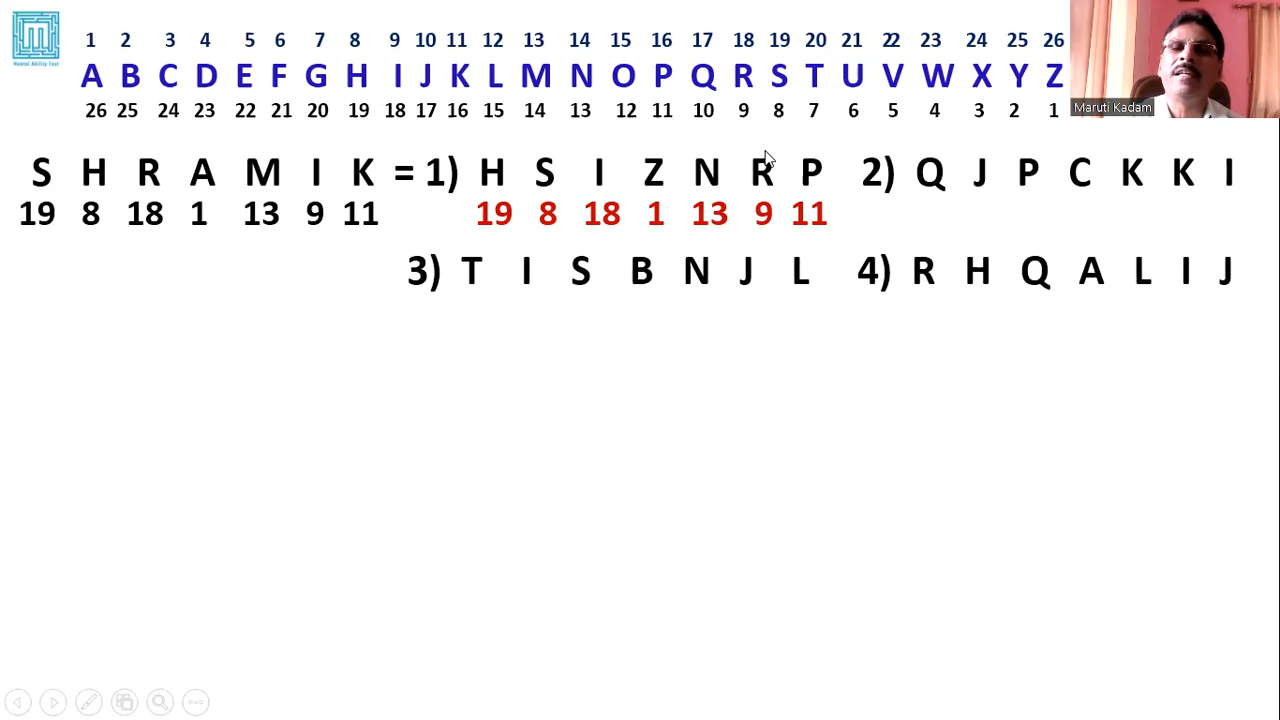 1 2 3 4 5 6 7 8 9 10 11 12 13 14 15 16 17 18 19 20 21 22 23 24 25 26
A B C D E F G H I J K L M N O P Q R S T U V W X Y Z
26 25 24 23 22 21 20 19 18 17 16 15 14 13 12 11 10 9 8 7 6 5 4 3 2 1
Maruti Kadam
S H R A M I K = 1) H S I Z N R P 2) Q J P C K K I
19 8 18 1 13 9 11 19 8 18 1 13 9 11
3) T I S B N J L 4) R H Q A L I J